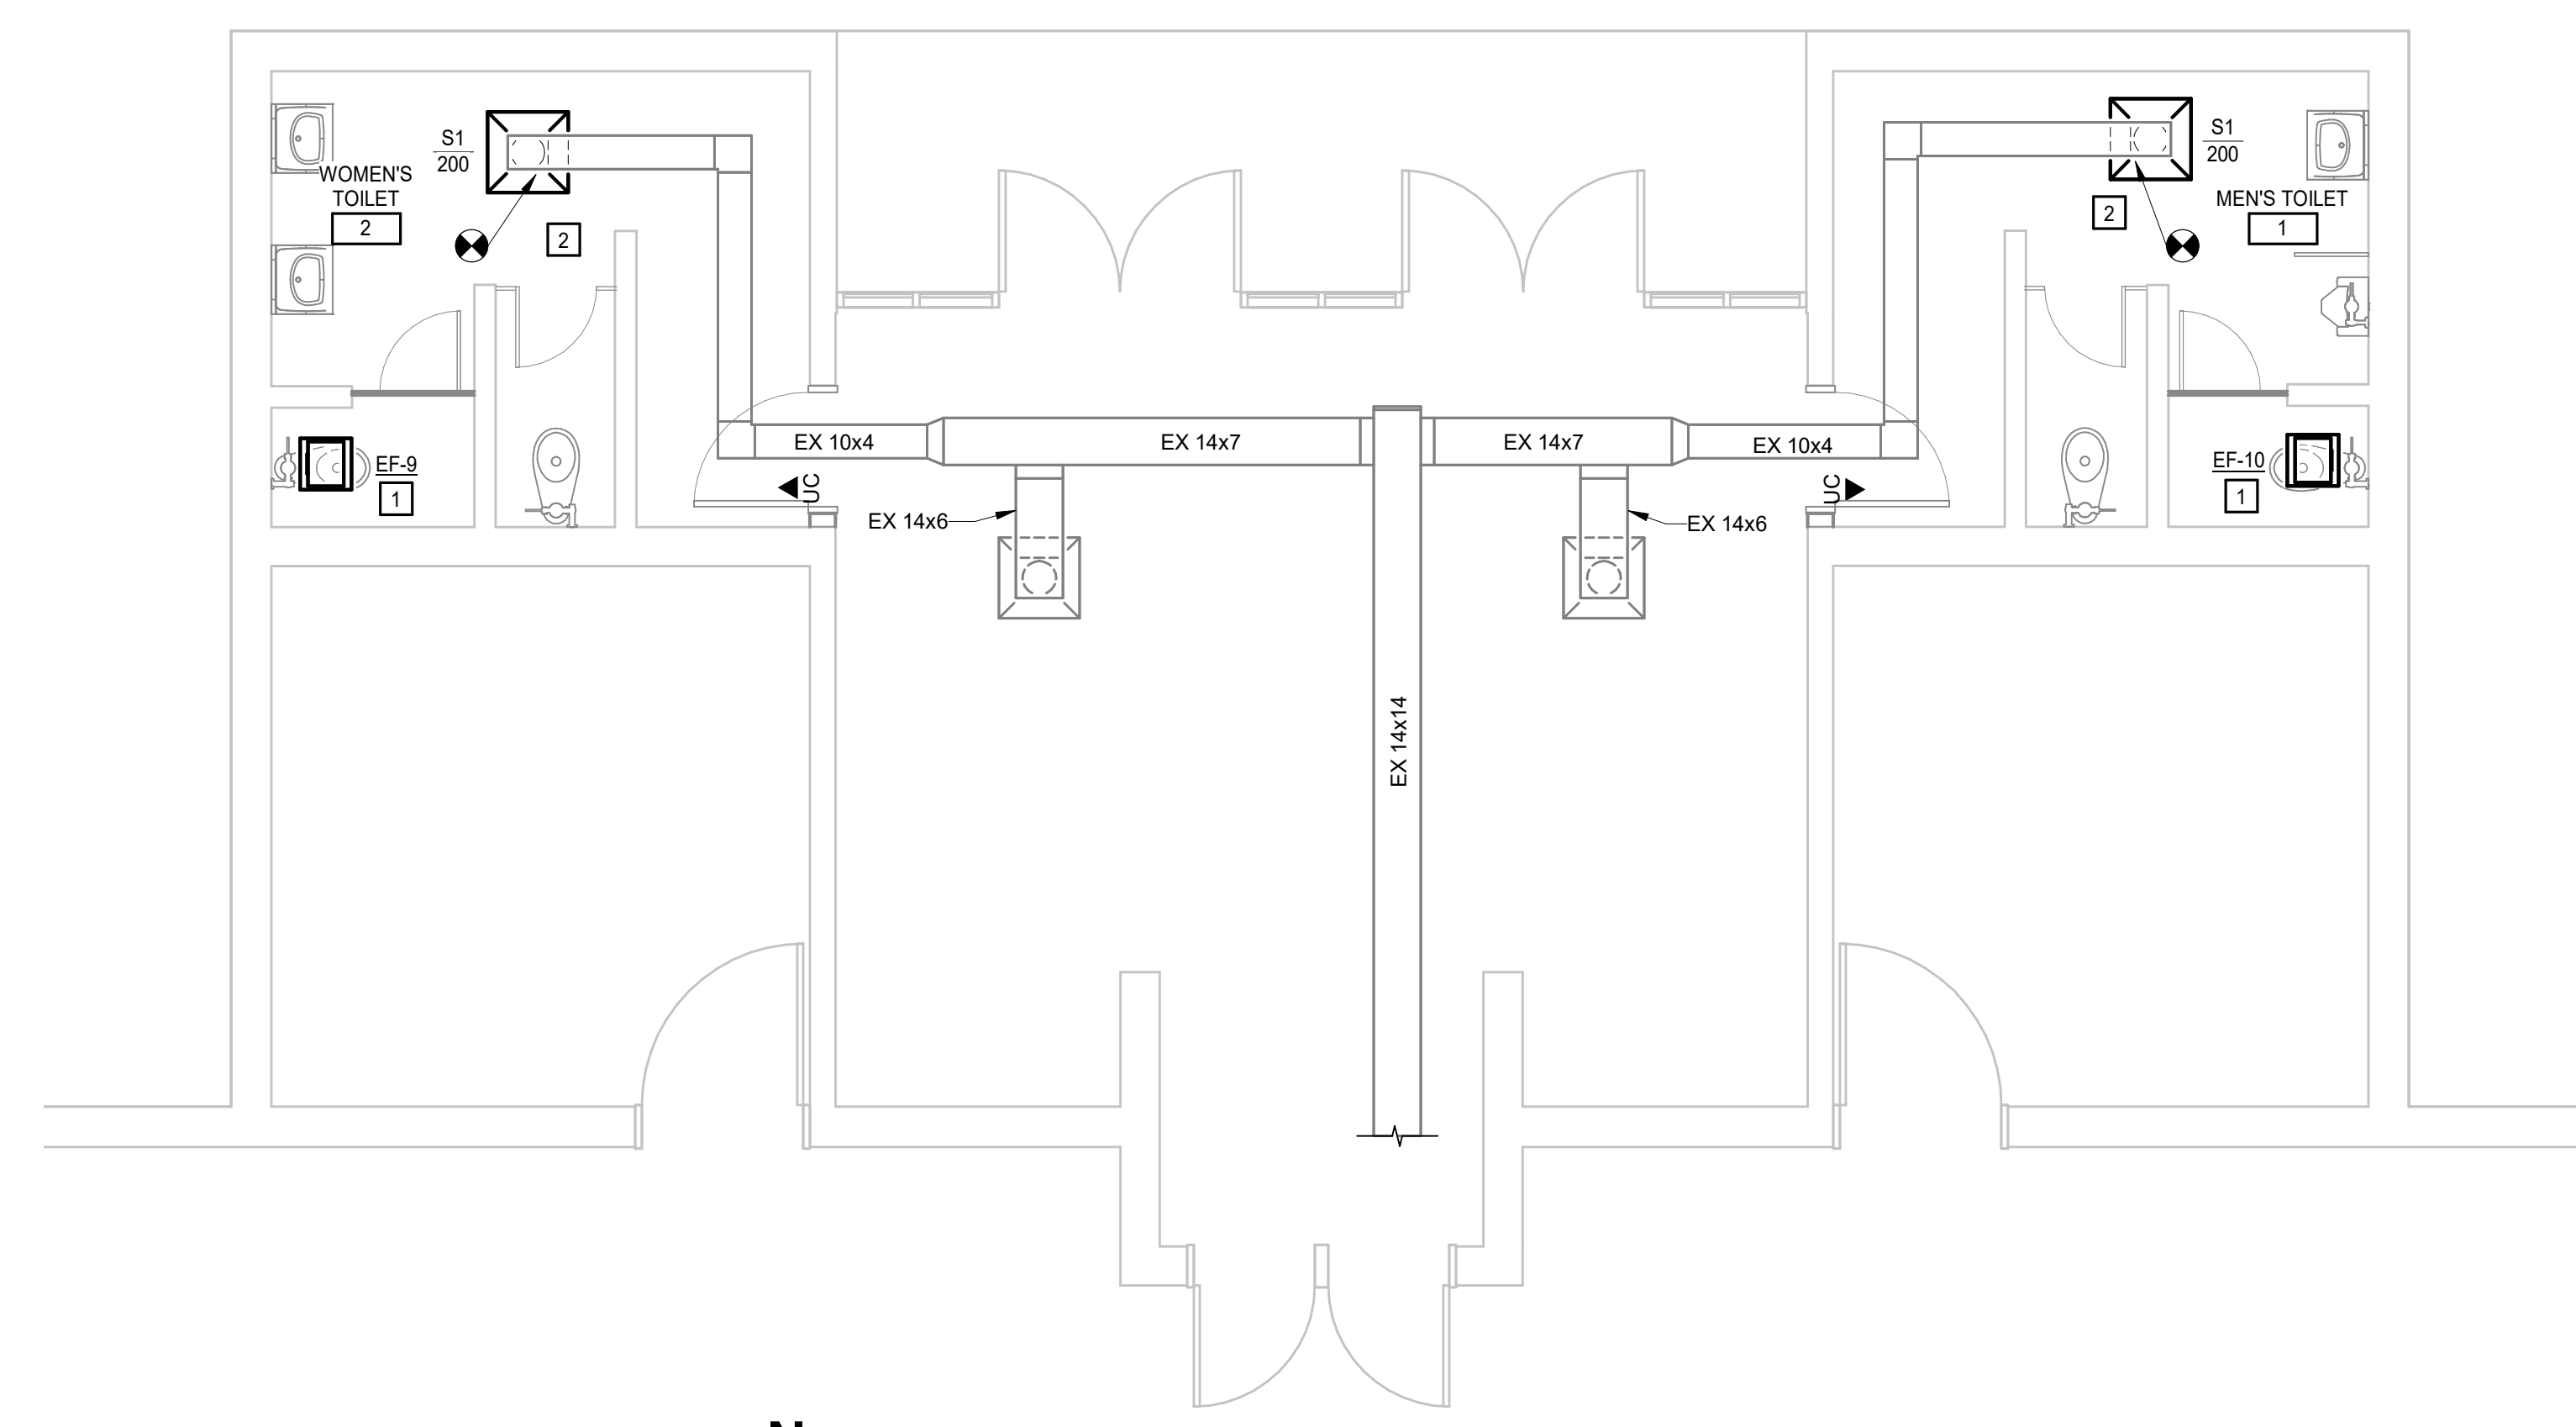 S1
200
WOMEN'S
TOILET
2
2
S1
200
2
MEN'S TOILET
1
EX 10x4
EX 14x7
EX 14x7
EX 10x4
EF-9
1
UC
EX 14x6
EX 14x6
UC
EF-10
1
EX 14x14